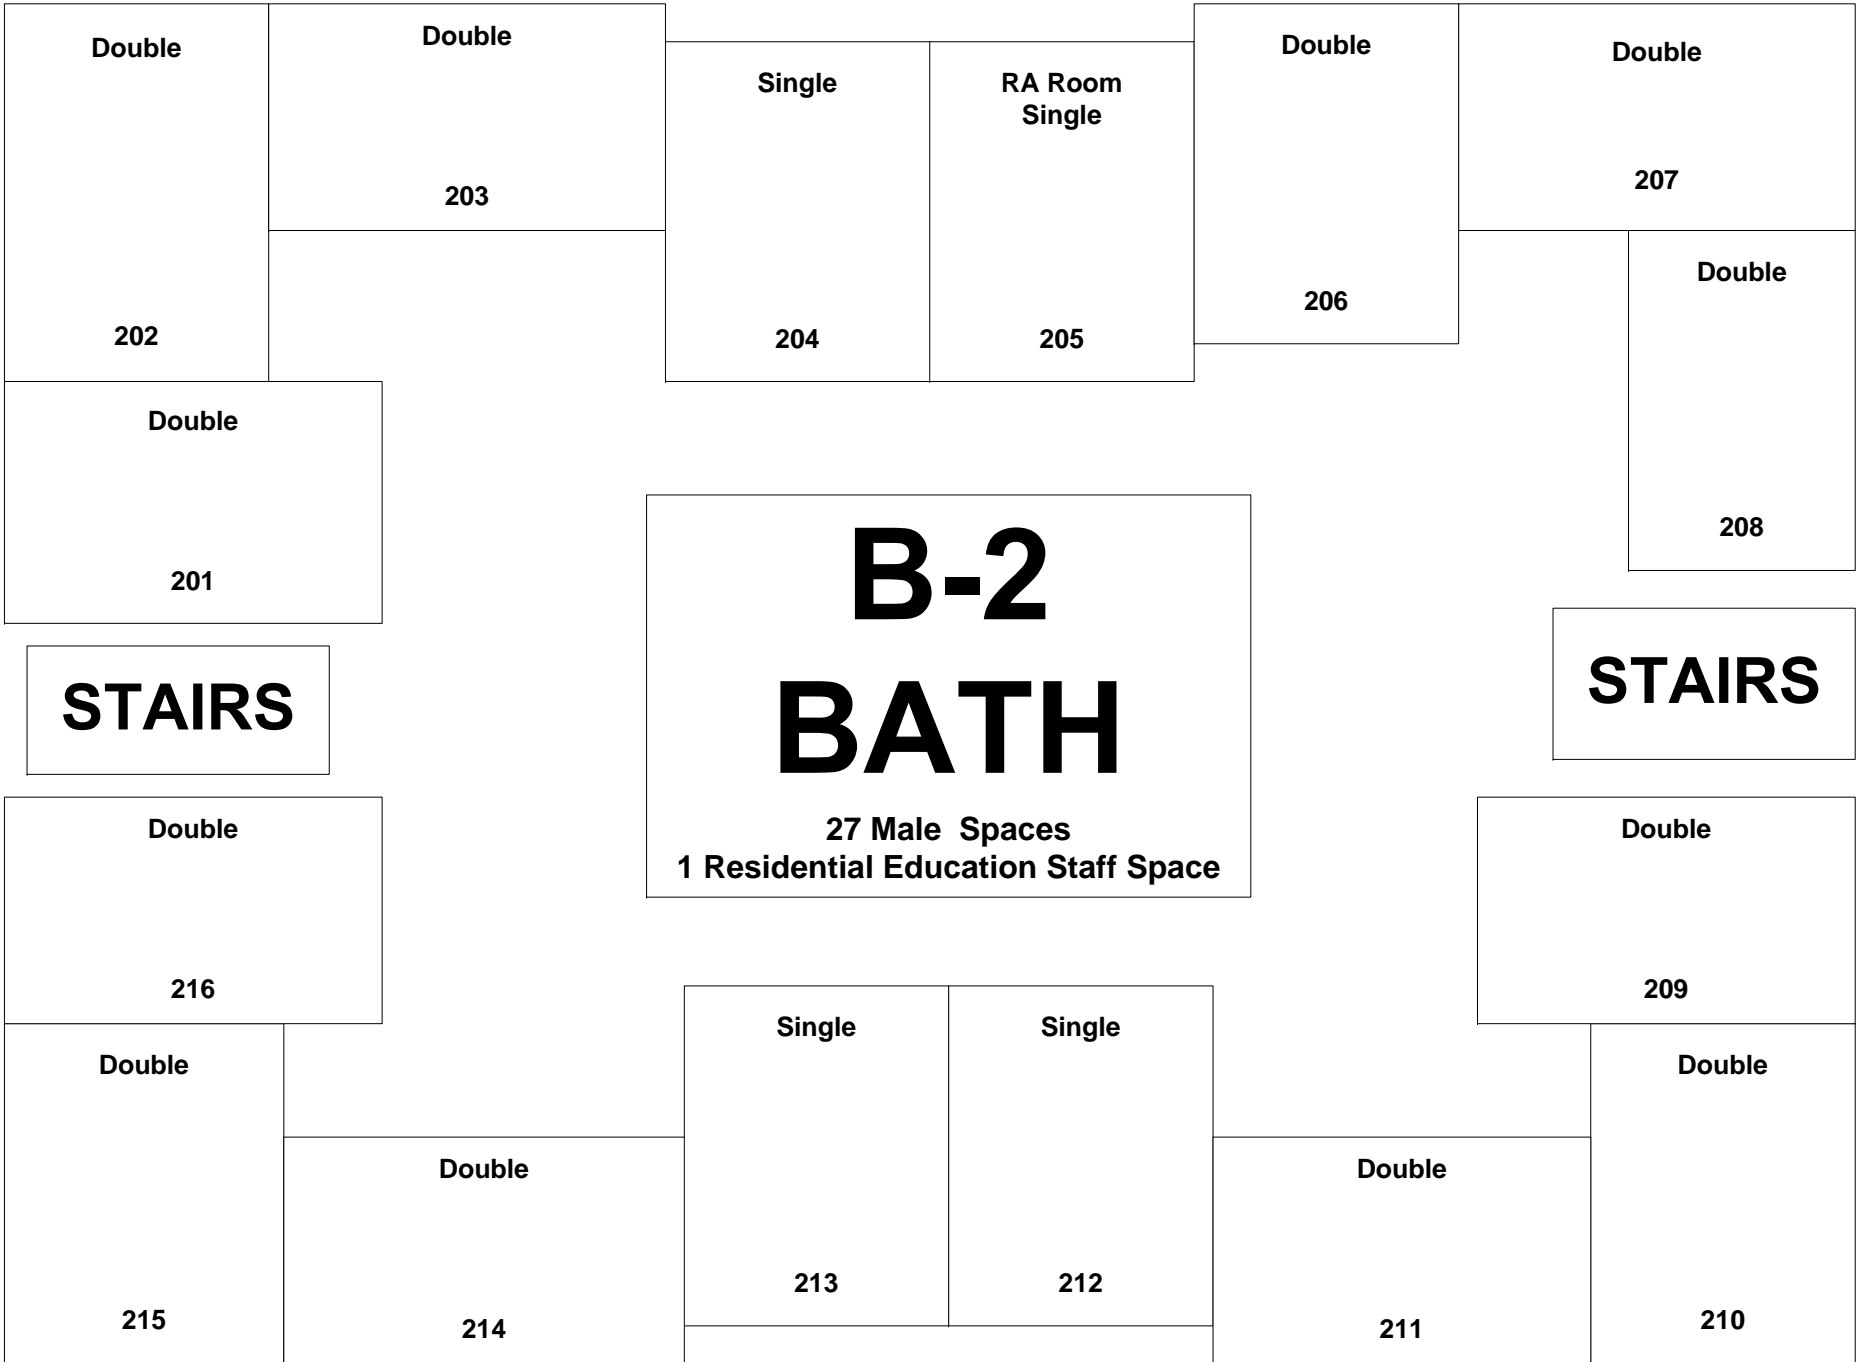 Double
202
Double
203
Single
204
RA Room
Single
205
Double
206
Double
207
Double
208
Double
201
STAIRS
B-2
BATH
27 Male  Spaces
1 Residential Education Staff Space
STAIRS
Double
216
Double
209
Double
215
Double
214
Single
213
Single
212
Double
211
Double
210